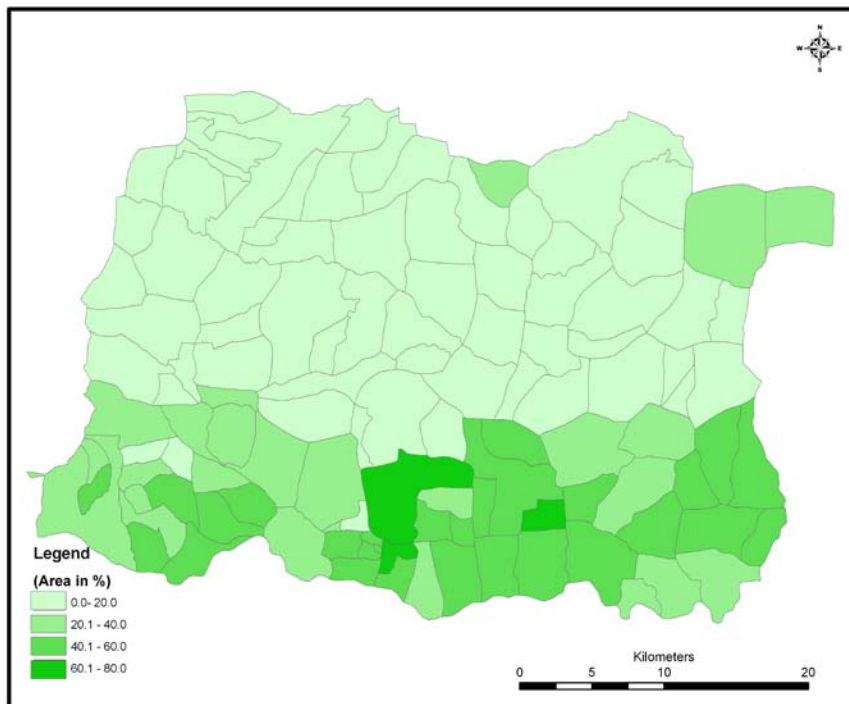 N
W E
S
Legend
(Area in %)
0.0- 20.0
20.1 - 40.0
40.1 - 60.0
60.1 - 80.0
Kilometers
0 5 10 20